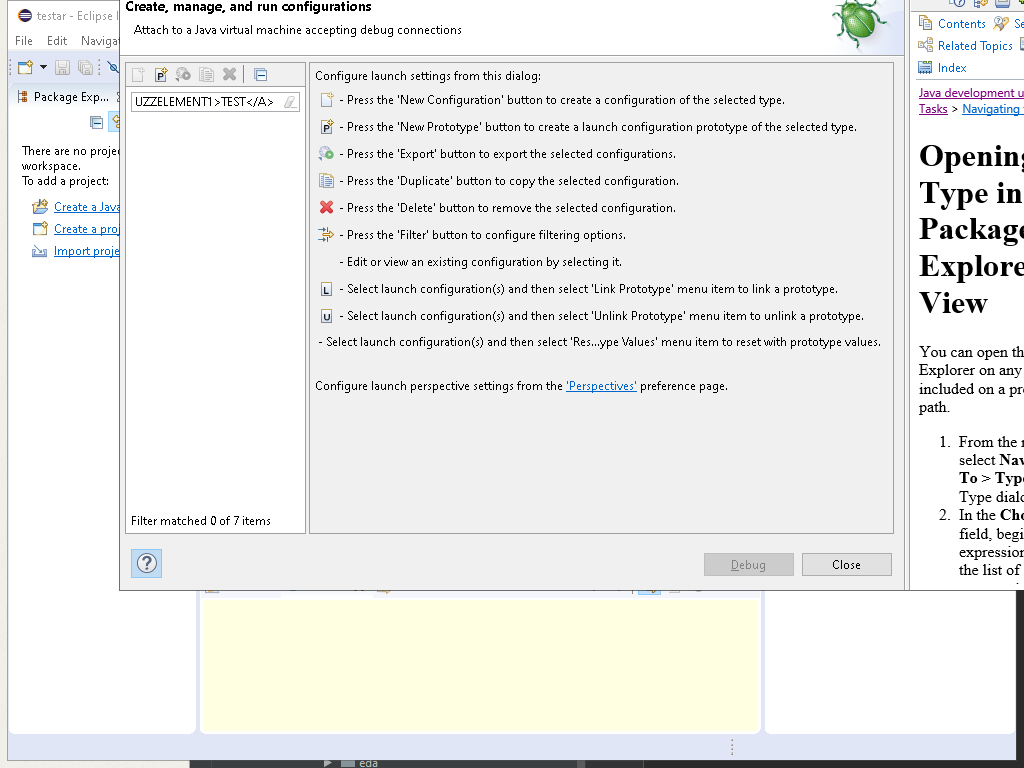 testar - Eclipse I
File Edit Naviga
Package Exp...
There are no proje
workspace.
To add a project:
Create a Java
Create a proj
Import proje
Create, manage, and run configurations
Attach to a Java virtual machine accepting debug connections
UZZELEMENT1>TEST</A>
Filter matched 0 of 7 items
Configure launch settings from this dialog:
- Press the 'New Configuration' button to create a configuration of the selected type.
- Press the 'New Prototype' button to create a launch configuration prototype of the selected type.
- Press the 'Export' button to export the selected configurations.
- Press the 'Duplicate' button to copy the selected configuration.
- Press the 'Delete' button to remove the selected configuration.
- Press the 'Filter' button to configure filtering options.
- Edit or view an existing configuration by selecting it.
- Select launch configuration(s) and then select 'Link Prototype' menu item to link a prototype.
- Select launch configuration(s) and then select 'Unlink Prototype' menu item to unlink a prototype.
- Select launch configuration(s) and then select 'Res...ype Values' menu item to reset with prototype values.
Configure launch perspective settings from the 'Perspectives' preference page.
Debug Close
Contents Se
Related Topics
Index
Java development u
Tasks > Navigating
Opening
Type in
Package
Explore
View
You can open th
Explorer on any
included on a pro
path.
1. From the m
select Nav
To > Type
Type dialo
2. In the Cho
field, begi
expression
the list of
eda